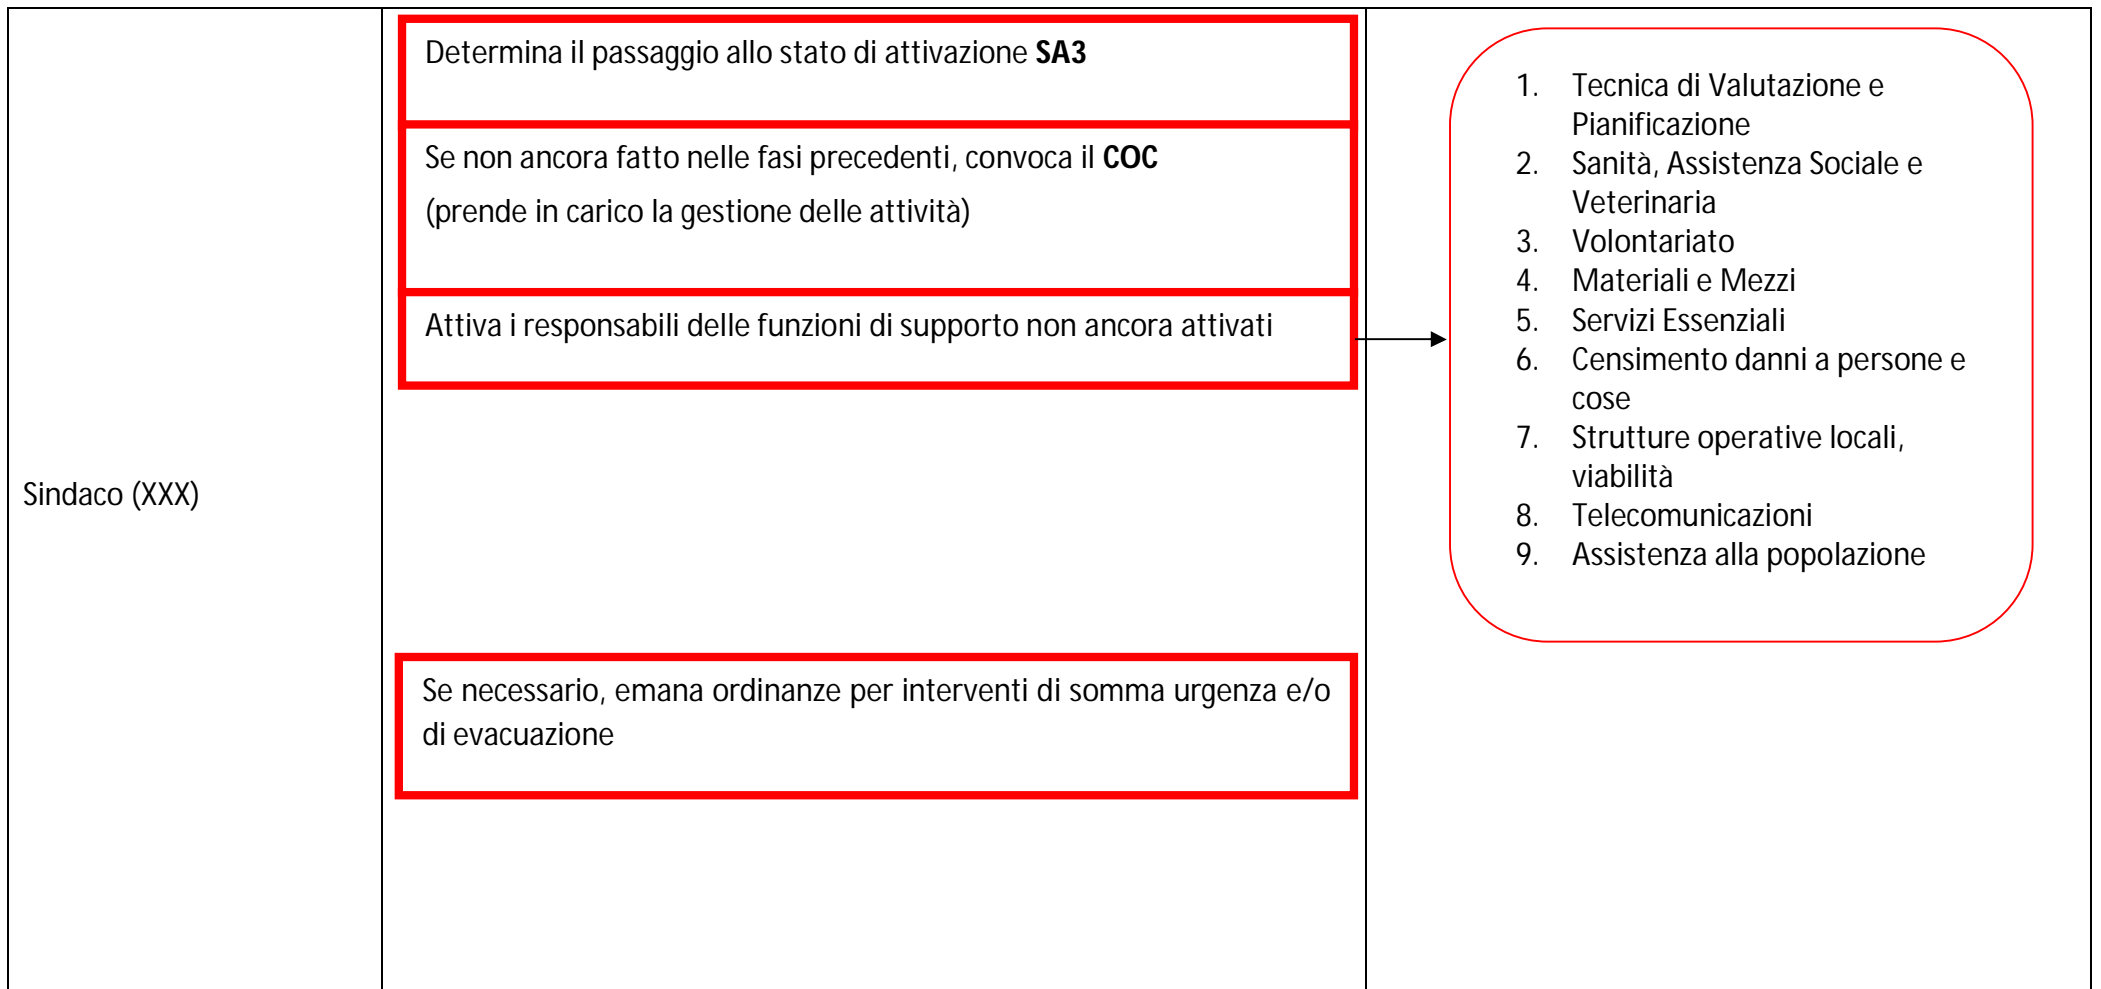 Sindaco (XXX)
Determina il passaggio allo stato di attivazione SA3
Se non ancora fatto nelle fasi precedenti, convoca il COC
(prende in carico la gestione delle attività)
Attiva i responsabili delle funzioni di supporto non ancora attivati
Se necessario, emana ordinanze per interventi di somma urgenza e/o
di evacuazione
1. Tecnica di Valutazione e
Pianificazione
2. Sanità, Assistenza Sociale e
Veterinaria
3. Volontariato
4. Materiali e Mezzi
5. Servizi Essenziali
6. Censimento danni a persone e
cose
7. Strutture operative locali,
viabilità
8. Telecomunicazioni
9. Assistenza alla popolazione